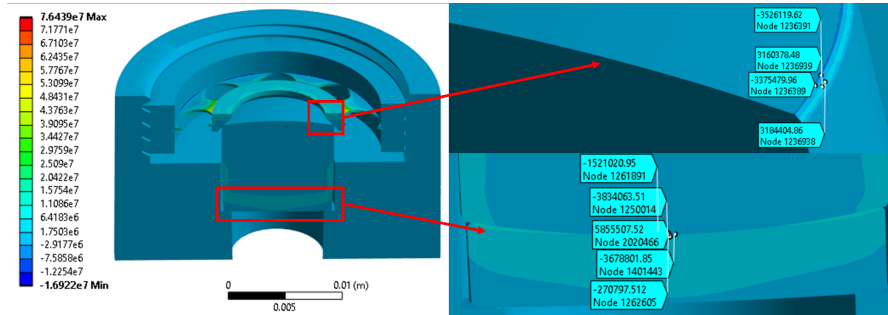 7.6439e7 Max
7.1771e7
6.7103e7
6.2435e7
5.7767e7
5.3099e7
4.8431e7
4.3763e7
3.9095e7
3.4427e7
2.9759e7
2.509e7
2.0422e7
1.5754e7
1.1086e7
6.4183e6
1.7503e6
-2.9177e6
-7.5858e6
-1.2254e7
-1.6922e7 Min
0
0.01 (m)
0.005
-3526119.62
Node 1236391
3160378.48
Node 1236939
-3375479.96
Node 1236389
3184404.86
Node 1236938
-1521020.95
Node 1261891
-3834063.51
Node 1250014
5855507.52
Node 2020466
-3678801.85
Node 1401443
-270797.512
Node 1262605